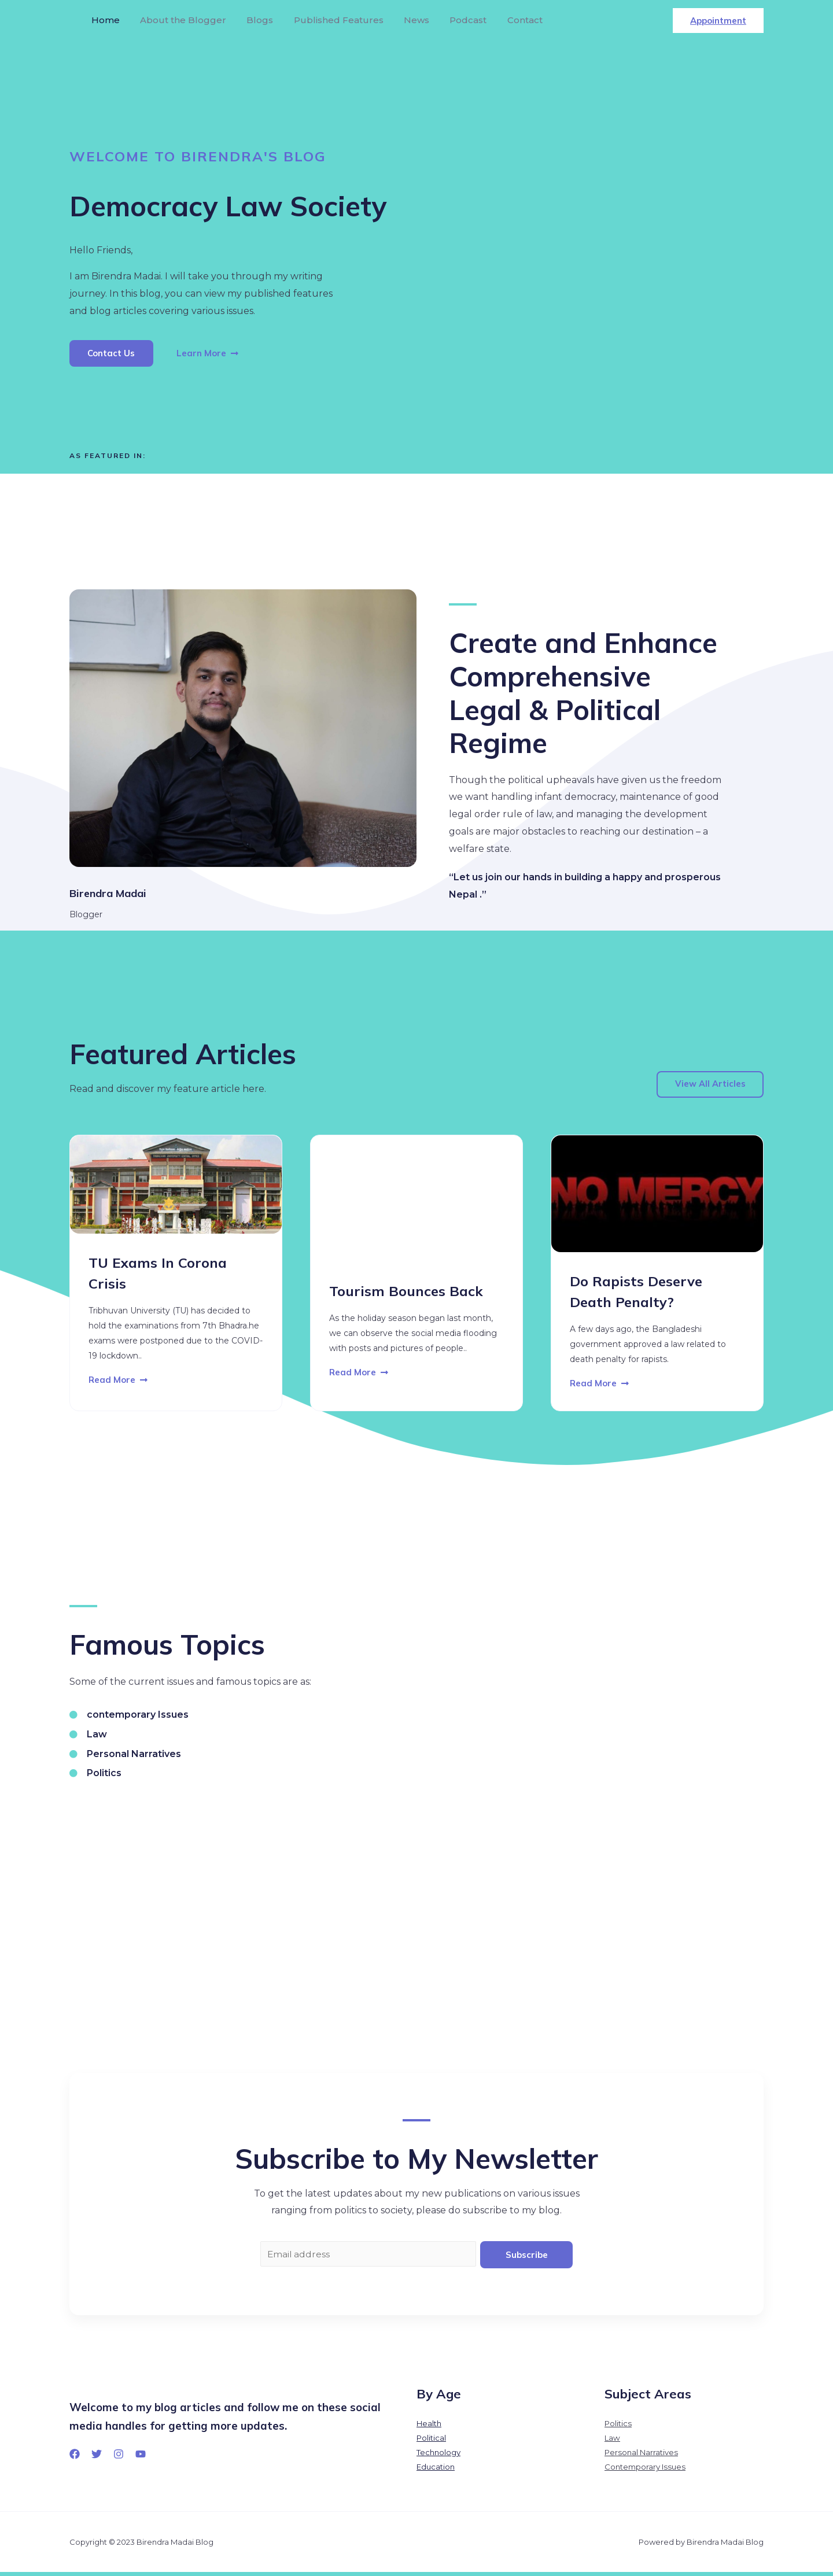 Home About the Blogger Blogs Published Features News Podcast Contact Appointment
WELCOME TO BIRENDRA'S BLOG
Democracy Law Society
Hello Friends,
I am Birendra Madai. I will take you through my writing
journey. In this blog, you can view my published features
and blog articles covering various issues.
Contact Us Learn More
AS FEATURED IN:
Create and Enhance
Comprehensive
Legal & Political
Regime
Though the political upheavals have given us the freedom
we want handling infant democracy, maintenance of good
legal order rule of law, and managing the development
goals are major obstacles to reaching our destination – a
welfare state.
“Let us join our hands in building a happy and prosperous
Nepal .”
Birendra Madai
Blogger
Featured Articles
Read and discover my feature article here.
View All Articles
TU Exams In Corona
Crisis
Tribhuvan University (TU) has decided to
hold the examinations from 7th Bhadra.he
exams were postponed due to the COVID-
19 lockdown..
Read More
Tourism Bounces Back
As the holiday season began last month,
we can observe the social media flooding
with posts and pictures of people..
Read More
NO MERCY
Do Rapists Deserve
Death Penalty?
A few days ago, the Bangladeshi
government approved a law related to
death penalty for rapists.
Read More
Famous Topics
Some of the current issues and famous topics are as:
contemporary Issues
Law
Personal Narratives
Politics
Subscribe to My Newsletter
To get the latest updates about my new publications on various issues
ranging from politics to society, please do subscribe to my blog.
Email address Subscribe
Welcome to my blog articles and follow me on these social
media handles for getting more updates.
By Age
Health
Political
Technology
Education
Subject Areas
Politics
Law
Personal Narratives
Contemporary Issues
Copyright © 2023 Birendra Madai Blog
Powered by Birendra Madai Blog